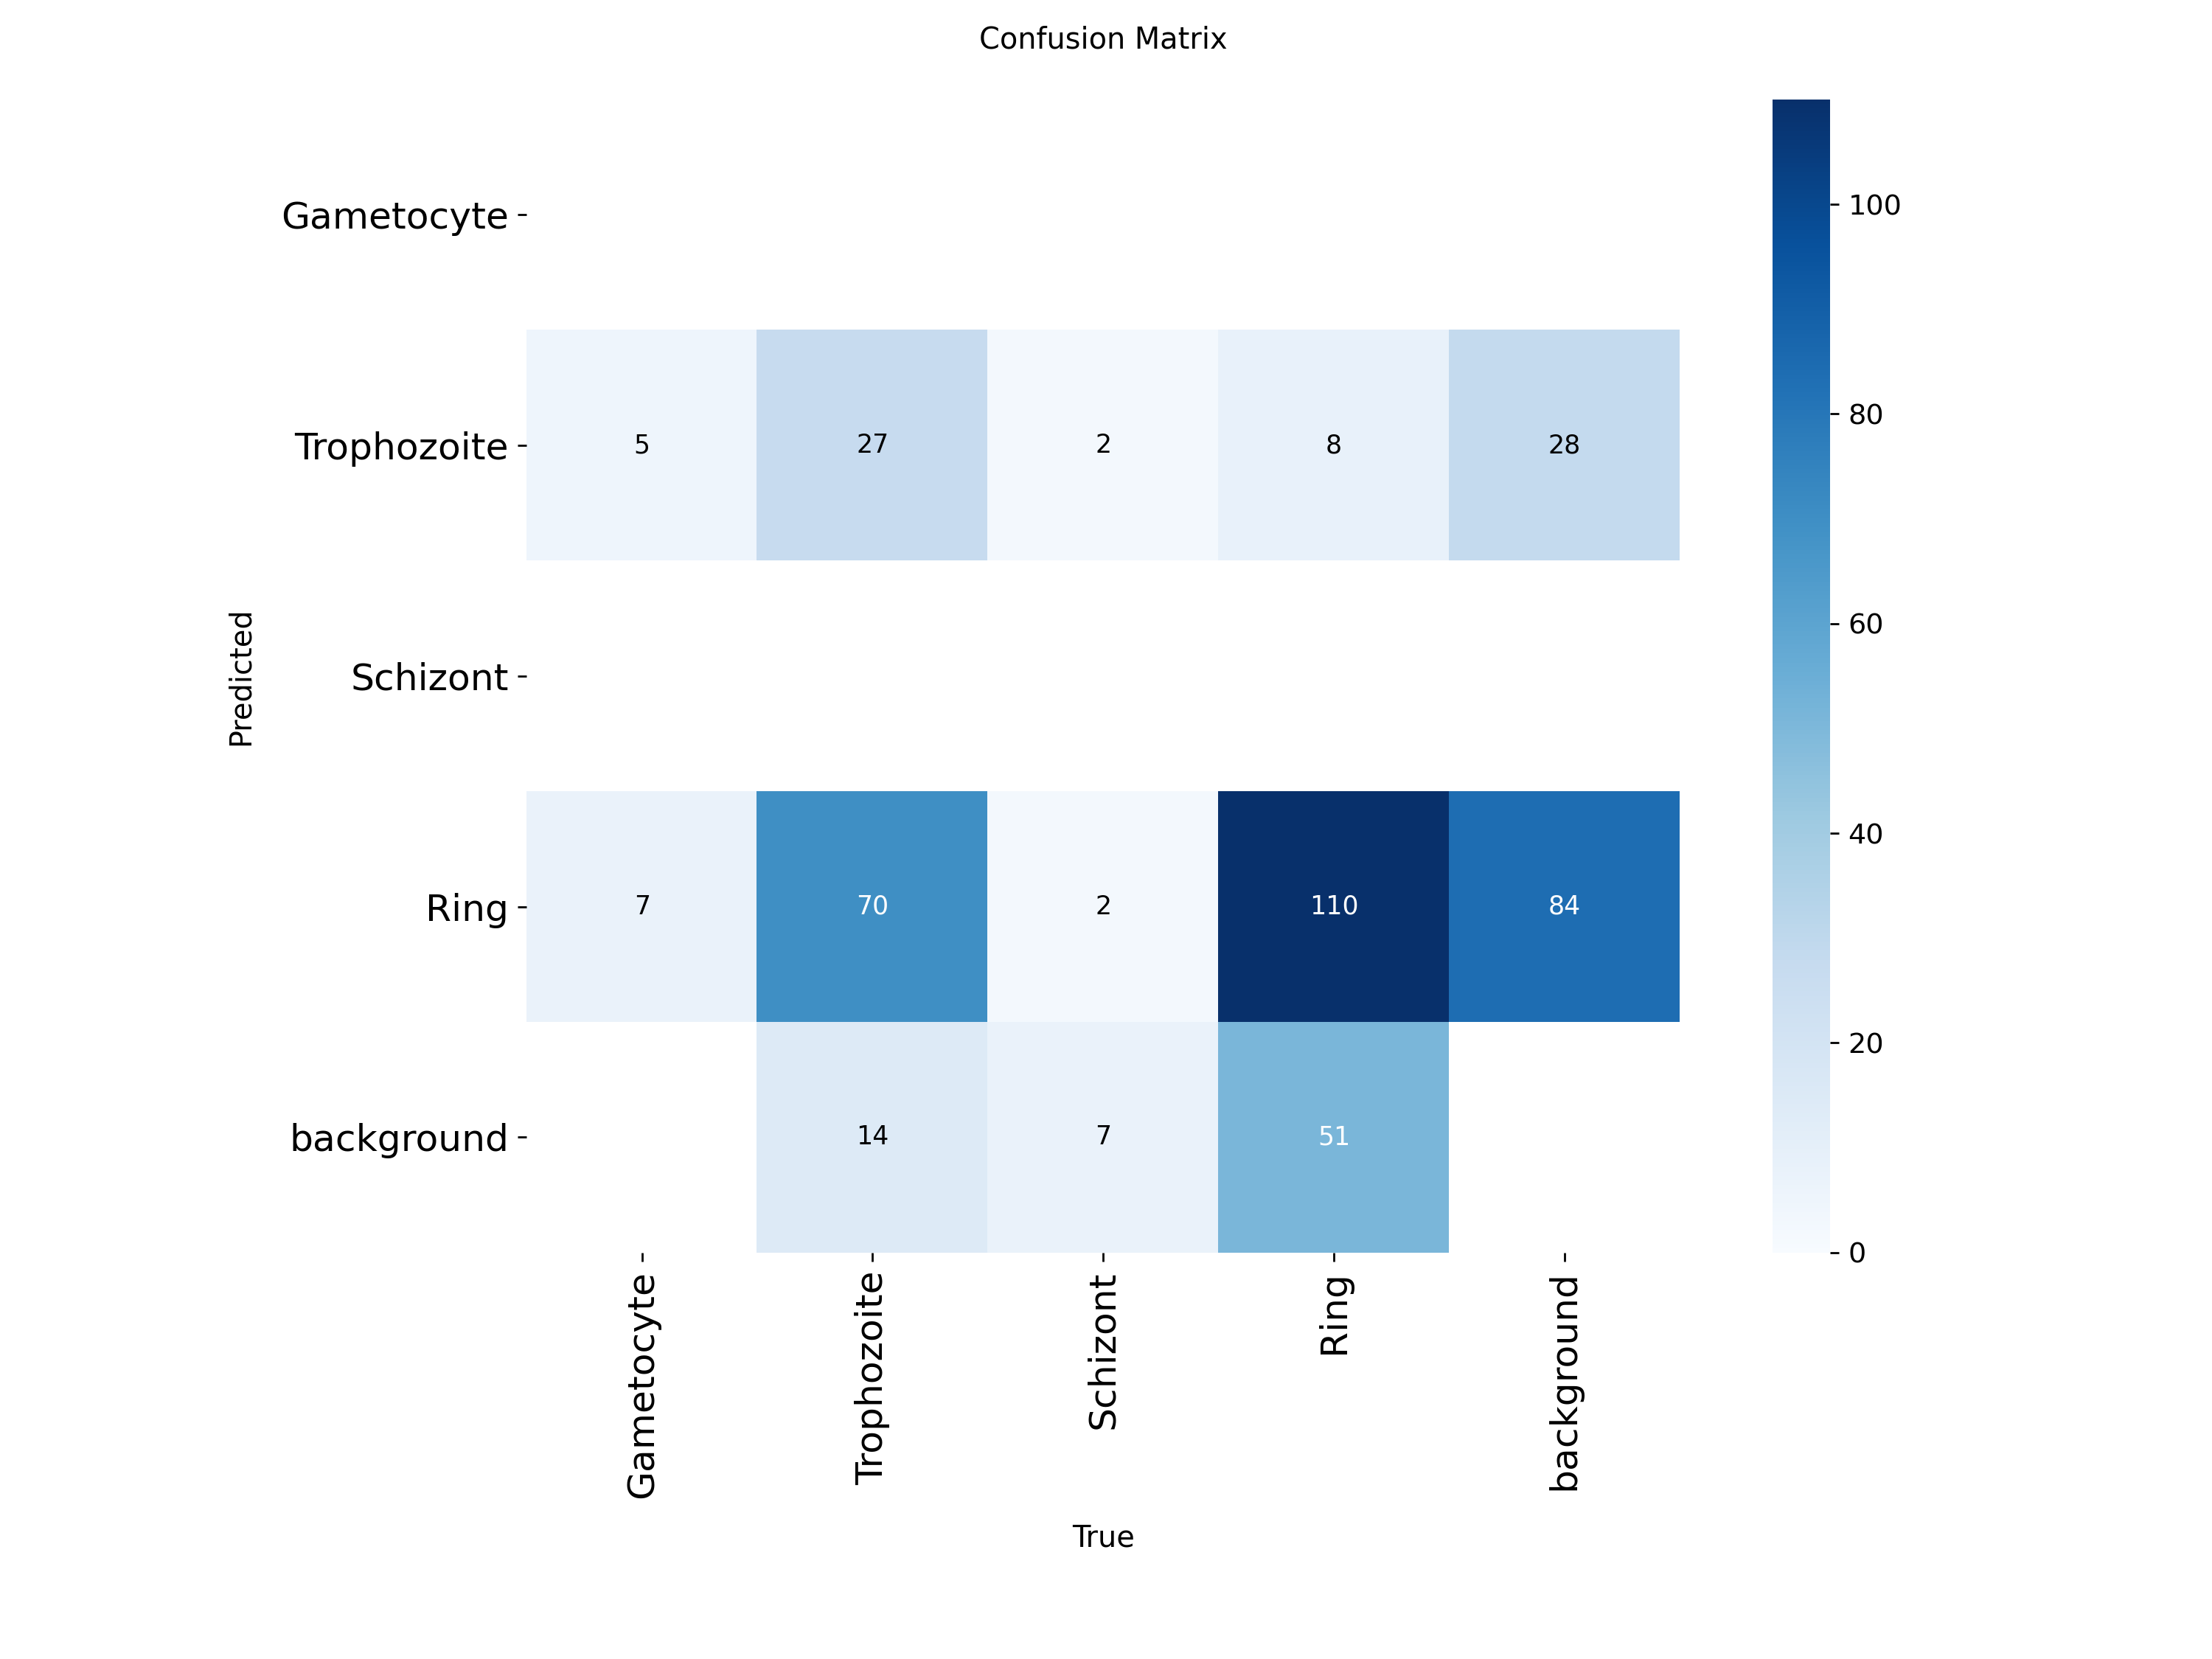 Confusion Matrix
Gametocyte
Trophozoite 5 27 2 8 28
Schizont
Ring 7 70 2 110 84
background 14 7 51
Predicted
Gametocyte Trophozoite Schizont Ring background
True
100
80
60
40
20
0